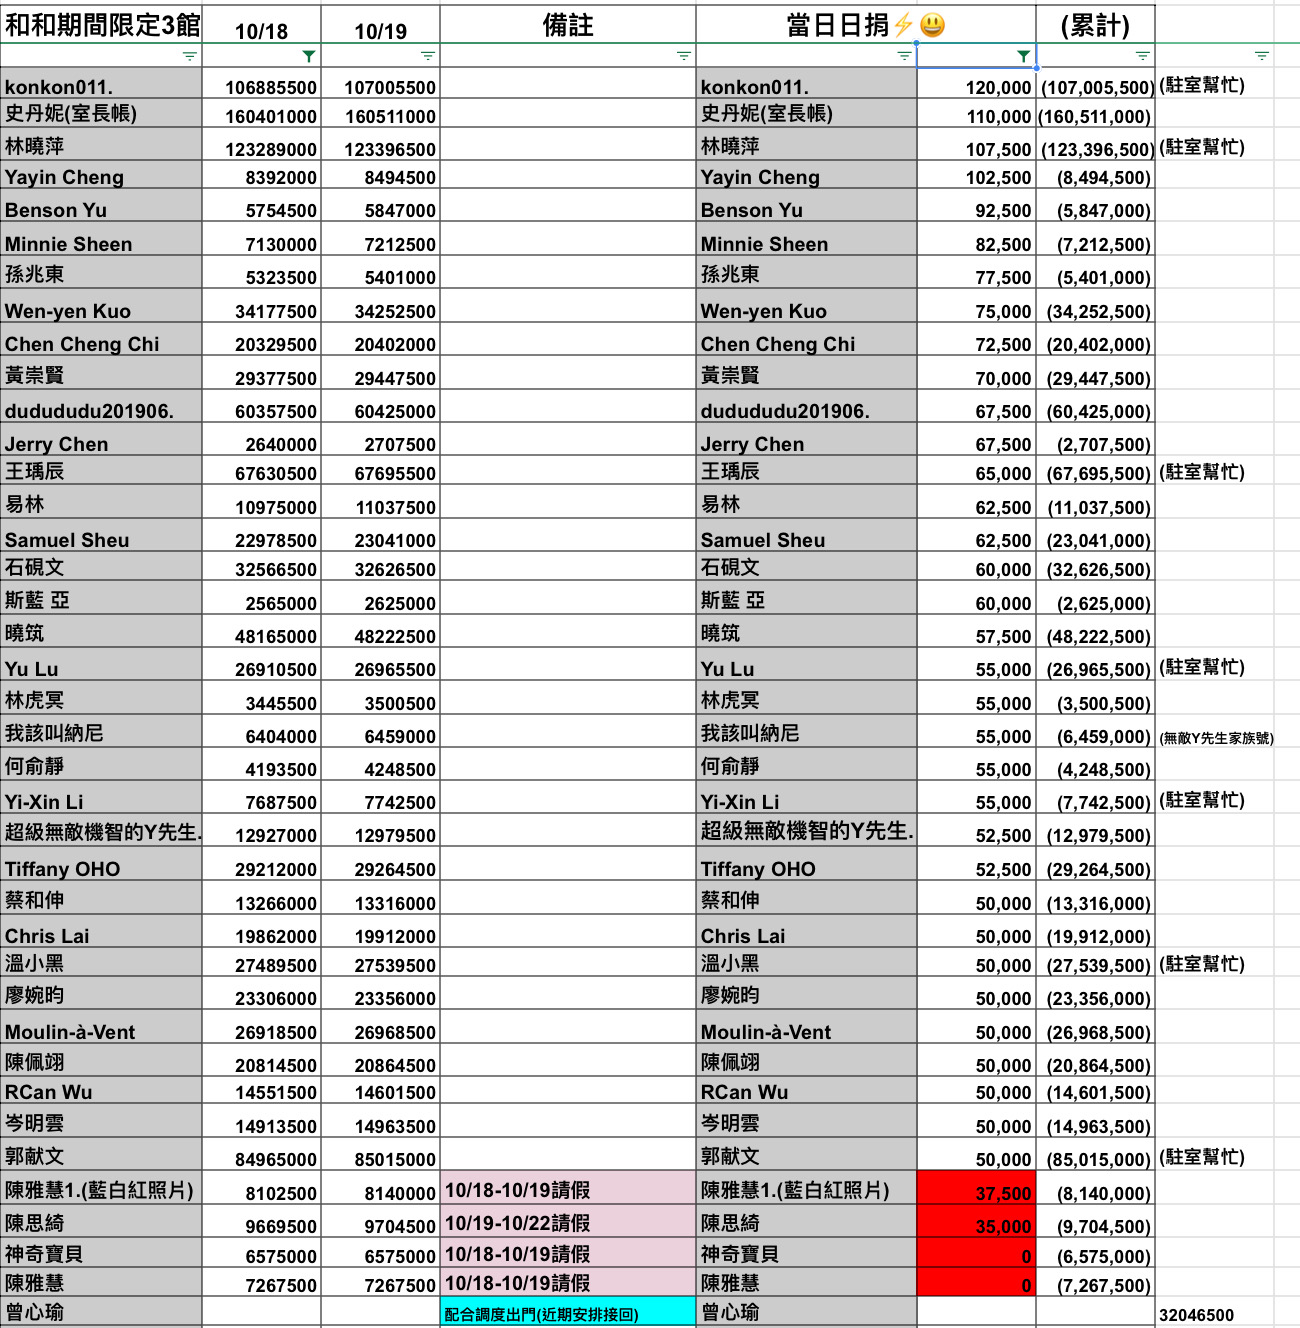 和和期間限定3館 10/18 10/19 備註 當日日捐⚡😃 (累計)
konkon011. 106885500 107005500 konkon011. 120,000 (107,005,500) (駐室幫忙)
史丹妮(室長帳) 160401000 160511000 史丹妮(室長帳) 110,000 (160,511,000)
林曉萍 123289000 123396500 林曉萍 107,500 (123,396,500) (駐室幫忙)
Yayin Cheng 8392000 8494500 Yayin Cheng 102,500 (8,494,500)
Benson Yu 5754500 5847000 Benson Yu 92,500 (5,847,000)
Minnie Sheen 7130000 7212500 Minnie Sheen 82,500 (7,212,500)
孫兆東 5323500 5401000 孫兆東 77,500 (5,401,000)
Wen-yen Kuo 34177500 34252500 Wen-yen Kuo 75,000 (34,252,500)
Chen Cheng Chi 20329500 20402000 Chen Cheng Chi 72,500 (20,402,000)
黃崇賢 29377500 29447500 黃崇賢 70,000 (29,447,500)
dudududu201906. 60357500 60425000 dudududu201906. 67,500 (60,425,000)
Jerry Chen 2640000 2707500 Jerry Chen 67,500 (2,707,500)
王瑀辰 67630500 67695500 王瑀辰 65,000 (67,695,500) (駐室幫忙)
易林 10975000 11037500 易林 62,500 (11,037,500)
Samuel Sheu 22978500 23041000 Samuel Sheu 62,500 (23,041,000)
石硯文 32566500 32626500 石硯文 60,000 (32,626,500)
斯藍 亞 2565000 2625000 斯藍 亞 60,000 (2,625,000)
曉筑 48165000 48222500 曉筑 57,500 (48,222,500)
Yu Lu 26910500 26965500 Yu Lu 55,000 (26,965,500) (駐室幫忙)
林虎冥 3445500 3500500 林虎冥 55,000 (3,500,500)
我該叫納尼 6404000 6459000 我該叫納尼 55,000 (6,459,000) (無敵Y先生家族號)
何俞靜 4193500 4248500 何俞靜 55,000 (4,248,500)
Yi-Xin Li 7687500 7742500 Yi-Xin Li 55,000 (7,742,500) (駐室幫忙)
超級無敵機智的Y先生. 12927000 12979500 超級無敵機智的Y先生. 52,500 (12,979,500)
Tiffany OHO 29212000 29264500 Tiffany OHO 52,500 (29,264,500)
蔡和伸 13266000 13316000 蔡和伸 50,000 (13,316,000)
Chris Lai 19862000 19912000 Chris Lai 50,000 (19,912,000)
溫小黑 27489500 27539500 溫小黑 50,000 (27,539,500) (駐室幫忙)
廖婉昀 23306000 23356000 廖婉昀 50,000 (23,356,000)
Moulin-à-Vent 26918500 26968500 Moulin-à-Vent 50,000 (26,968,500)
陳佩翊 20814500 20864500 陳佩翊 50,000 (20,864,500)
RCan Wu 14551500 14601500 RCan Wu 50,000 (14,601,500)
岑明雲 14913500 14963500 岑明雲 50,000 (14,963,500)
郭献文 84965000 85015000 郭献文 50,000 (85,015,000) (駐室幫忙)
陳雅慧1.(藍白紅照片) 8102500 8140000 10/18-10/19請假 陳雅慧1.(藍白紅照片) 37,500 (8,140,000)
陳思綺 9669500 9704500 10/19-10/22請假 陳思綺 35,000 (9,704,500)
神奇寶貝 6575000 6575000 10/18-10/19請假 神奇寶貝 0 (6,575,000)
陳雅慧 7267500 7267500 10/18-10/19請假 陳雅慧 0 (7,267,500)
曾心瑜 配合調度出門(近期安排接回) 曾心瑜 32046500